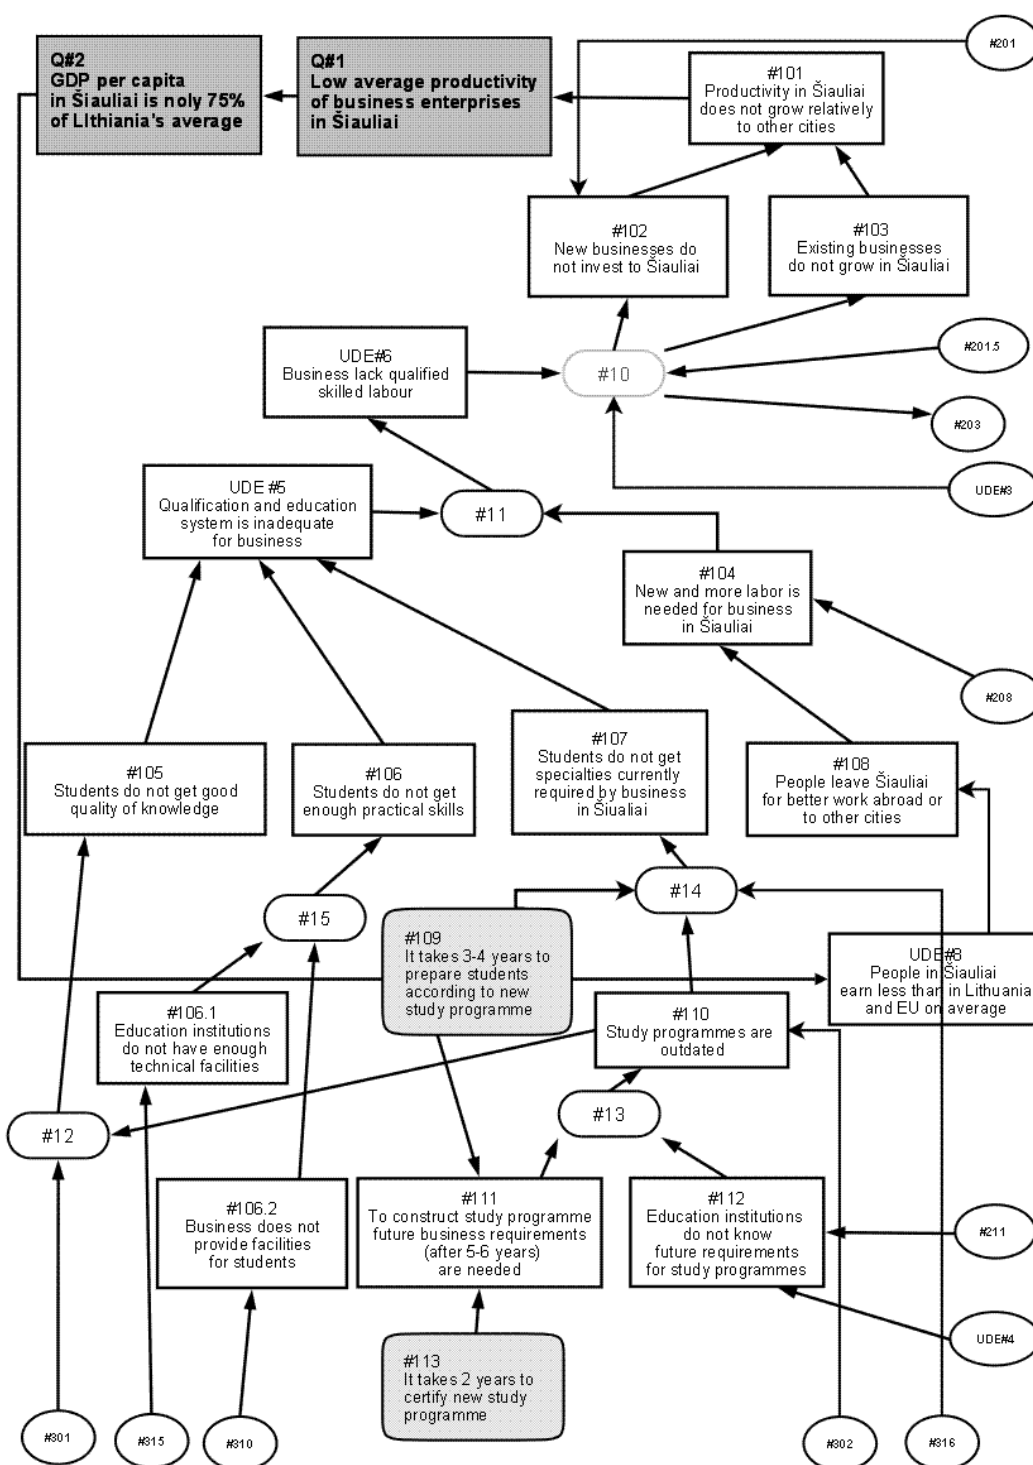 #201
Q#2
GDP per capita
in Šiauliai is noly 75%
of LIthiania's average
Q#1
Low average productivity
of business enterprises
in Šiauliai
#101
Productivity in Šiauliai
does not grow relatively
to other cities
#102
New businesses do
not invest to Šiauliai
#103
Existing businesses
do not grow in Šiauliai
UDE#6
Business lack qualified
skilled labour
#10
#201.5
#203
UDE #5
Qualification and education
system is inadequate
for business
#11
UDE#3
#104
New and more labor is
needed for business
in Šiauliai
#208
#105
Students do not get good
quality of knowledge
#106
Students do not get
enough practical skills
#107
Students do not get
specialties currently
required by business
in Šiualiai
#108
People leave Šiauliai
for better work abroad or
to other cities
#14
#15
#109
It takes 3-4 years to
prepare students
according to new
study programme
UDE#8
People in Šiauliai
earn less than in Lithuania
and EU on average
#106.1
Education institutions
do not have enough
technical facilities
#110
Study programmes are
outdated
#13
#12
#106.2
Business does not
provide facilities
for students
#111
To construct study programme
future business requirements
(after 5-6 years)
are needed
#112
Education institutions
do not know
future requirements
for study programmes
#211
UDE#4
#113
It takes 2 years to
certify new study
programme
#301
#315
#310
#302
#316